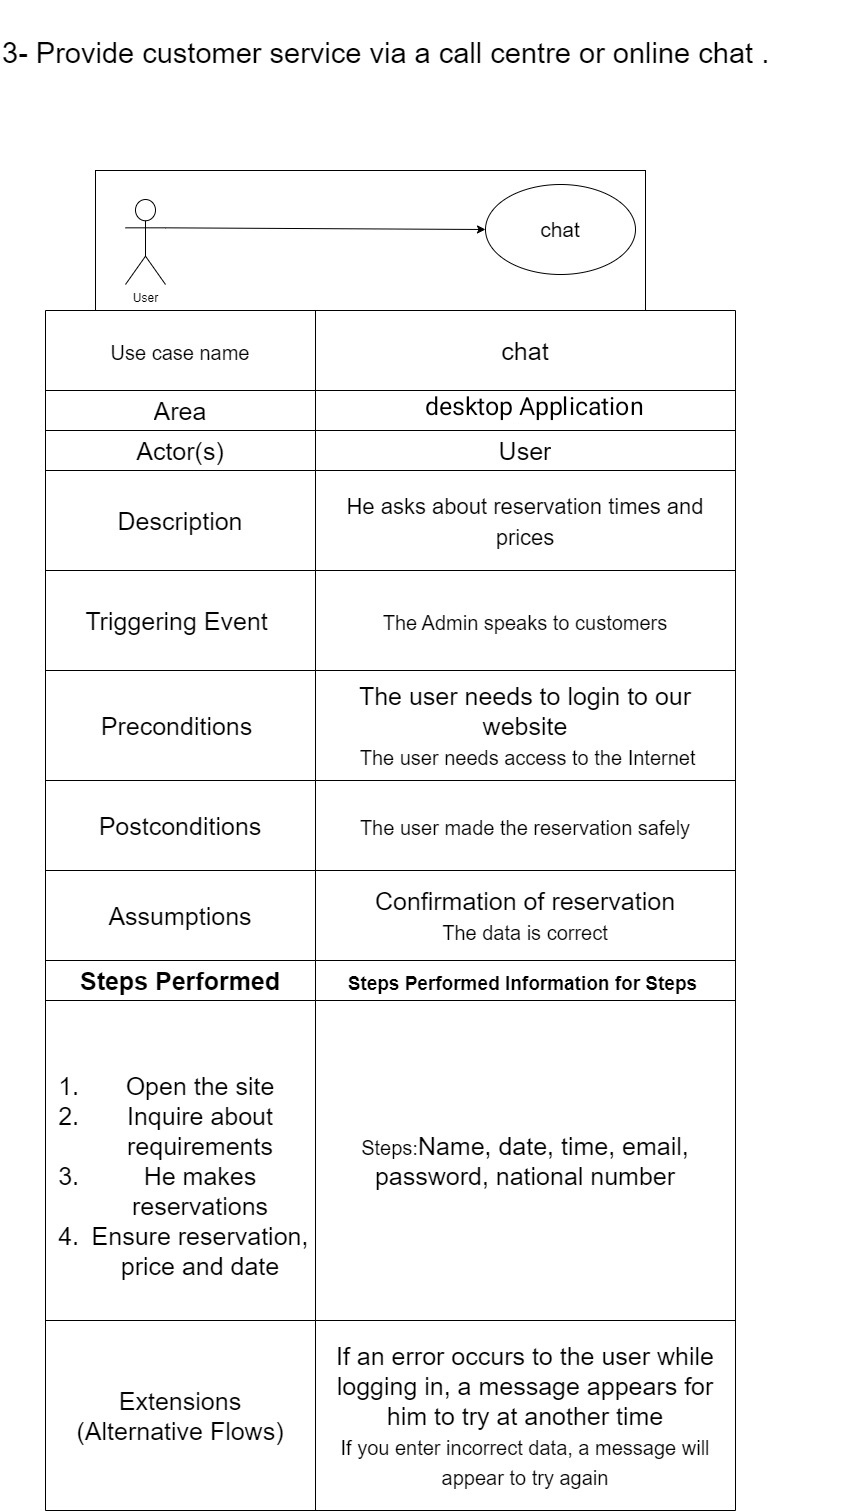 3- Provide customer service via a call centre or online chat .
chat
User
Use case name
chat
Area
desktop Application
Actor(s)
User
Description
He asks about reservation times and
prices
Triggering Event
The Admin speaks to customers
Preconditions
The user needs to login to our
website
The user needs access to the Internet
Postconditions
The user made the reservation safely
Assumptions
Confirmation of reservation
The data is correct
Steps Performed
Steps Performed Information for Steps
1. Open the site
2. Inquire about
requirements
3. He makes
reservations
4. Ensure reservation,
price and date
Steps:Name, date, time, email,
password, national number
Extensions
(Alternative Flows)
If an error occurs to the user while
logging in, a message appears for
him to try at another time
If you enter incorrect data, a message will
appear to try again